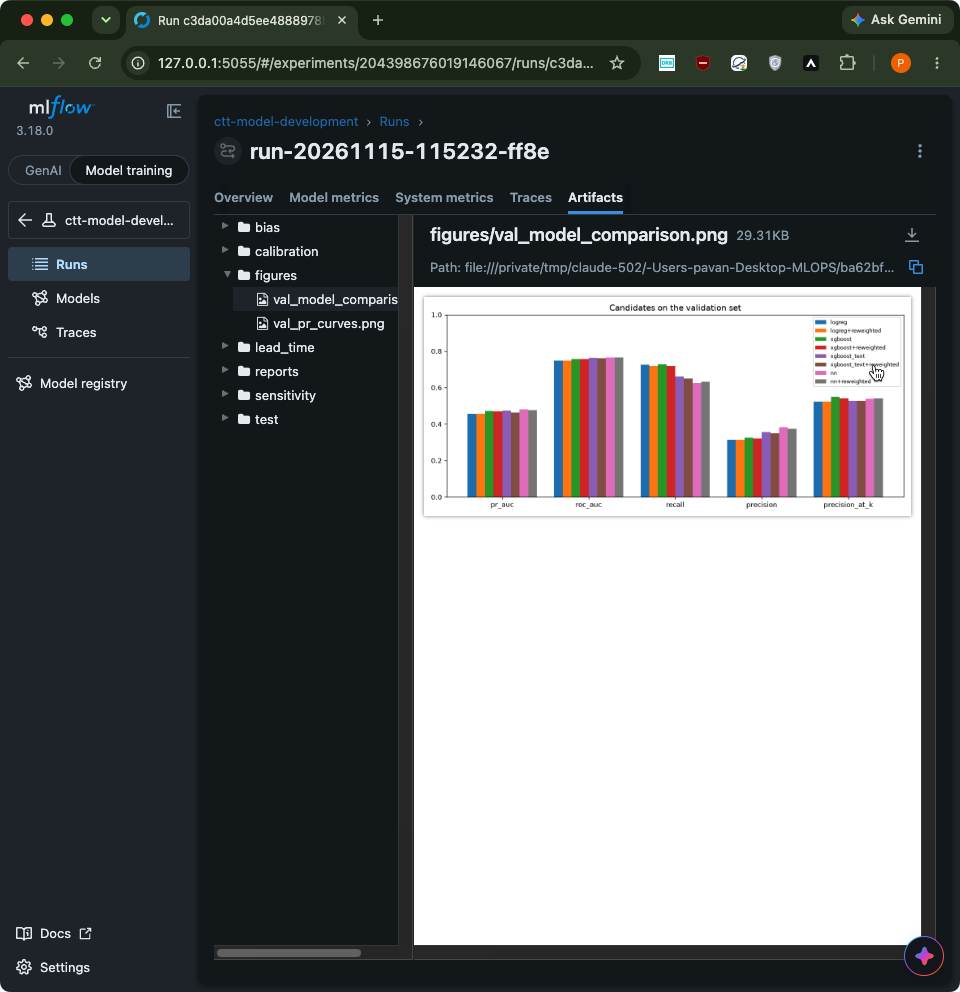 Run c3da00a4d5ee4888978
Ask Gemini
127.0.0.1:5055/#/experiments/204398676019146067/runs/c3da...
P
mlflow
3.18.0
GenAI
Model training
ctt-model-devel...
Runs
Models
Traces
Model registry
Docs
Settings
ctt-model-development › Runs ›
run-20261115-115232-ff8e
Overview Model metrics System metrics Traces Artifacts
bias
calibration
figures
val_model_comparis
val_pr_curves.png
lead_time
reports
sensitivity
test
figures/val_model_comparison.png 29.31KB
Path: file:///private/tmp/claude-502/-Users-pavan-Desktop-MLOPS/ba62bf...
Candidates on the validation set
1.0
0.8
0.6
0.4
0.2
0.0
logreg
logreg+reweighted
xgboost
xgboost+reweighted
xgboost_text
xgboost_text+reweighted
nn
nn+reweighted
pr_auc
roc_auc
recall
precision
precision_at_k